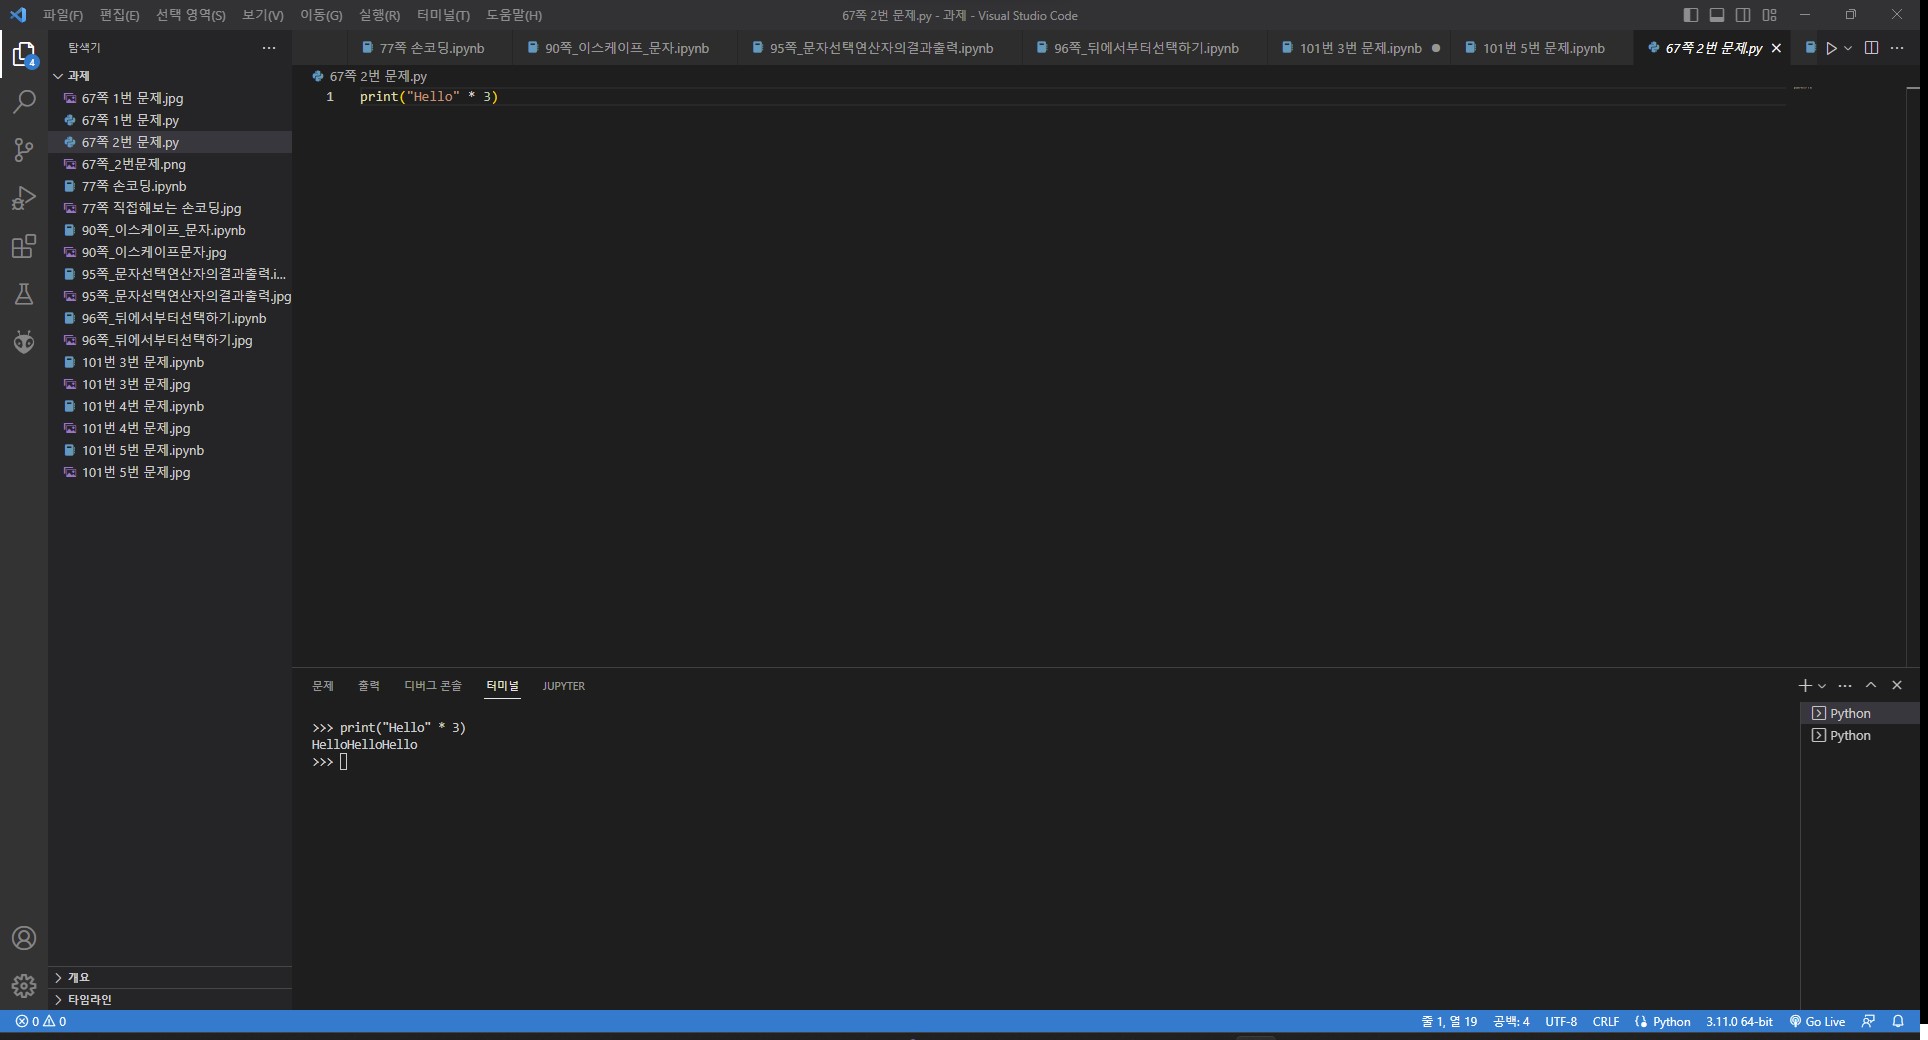 파일(F) 편집(E) 선택 영역(S) 보기(V) 이동(G) 실행(R) 터미널(T) 도움말(H)
67쪽 2번 문제.py - 과제 - Visual Studio Code
탐색기
77쪽 손코딩.ipynb
90쪽_이스케이프_문자.ipynb
95쪽_문자선택연산자의결과출력.ipynb
96쪽_뒤에서부터선택하기.ipynb
101번 3번 문제.ipynb
101번 5번 문제.ipynb
67쪽 2번 문제.py
4
과제
67쪽 1번 문제.jpg
67쪽 1번 문제.py
67쪽 2번 문제.py
67쪽_2번문제.png
77쪽 손코딩.ipynb
77쪽 직접해보는 손코딩.jpg
90쪽_이스케이프_문자.ipynb
90쪽_이스케이프문자.jpg
95쪽_문자선택연산자의결과출력.i...
95쪽_문자선택연산자의결과출력.jpg
96쪽_뒤에서부터선택하기.ipynb
96쪽_뒤에서부터선택하기.jpg
101번 3번 문제.ipynb
101번 3번 문제.jpg
101번 4번 문제.ipynb
101번 4번 문제.jpg
101번 5번 문제.ipynb
101번 5번 문제.jpg
개요
타임라인
67쪽 2번 문제.py
1 print("Hello" * 3)
문제 출력 디버그 콘솔 터미널 JUPYTER
>>> print("Hello" * 3)
HelloHelloHello
>>>
Python
Python
0 0
줄 1, 열 19 공백: 4 UTF-8 CRLF Python 3.11.0 64-bit Go Live